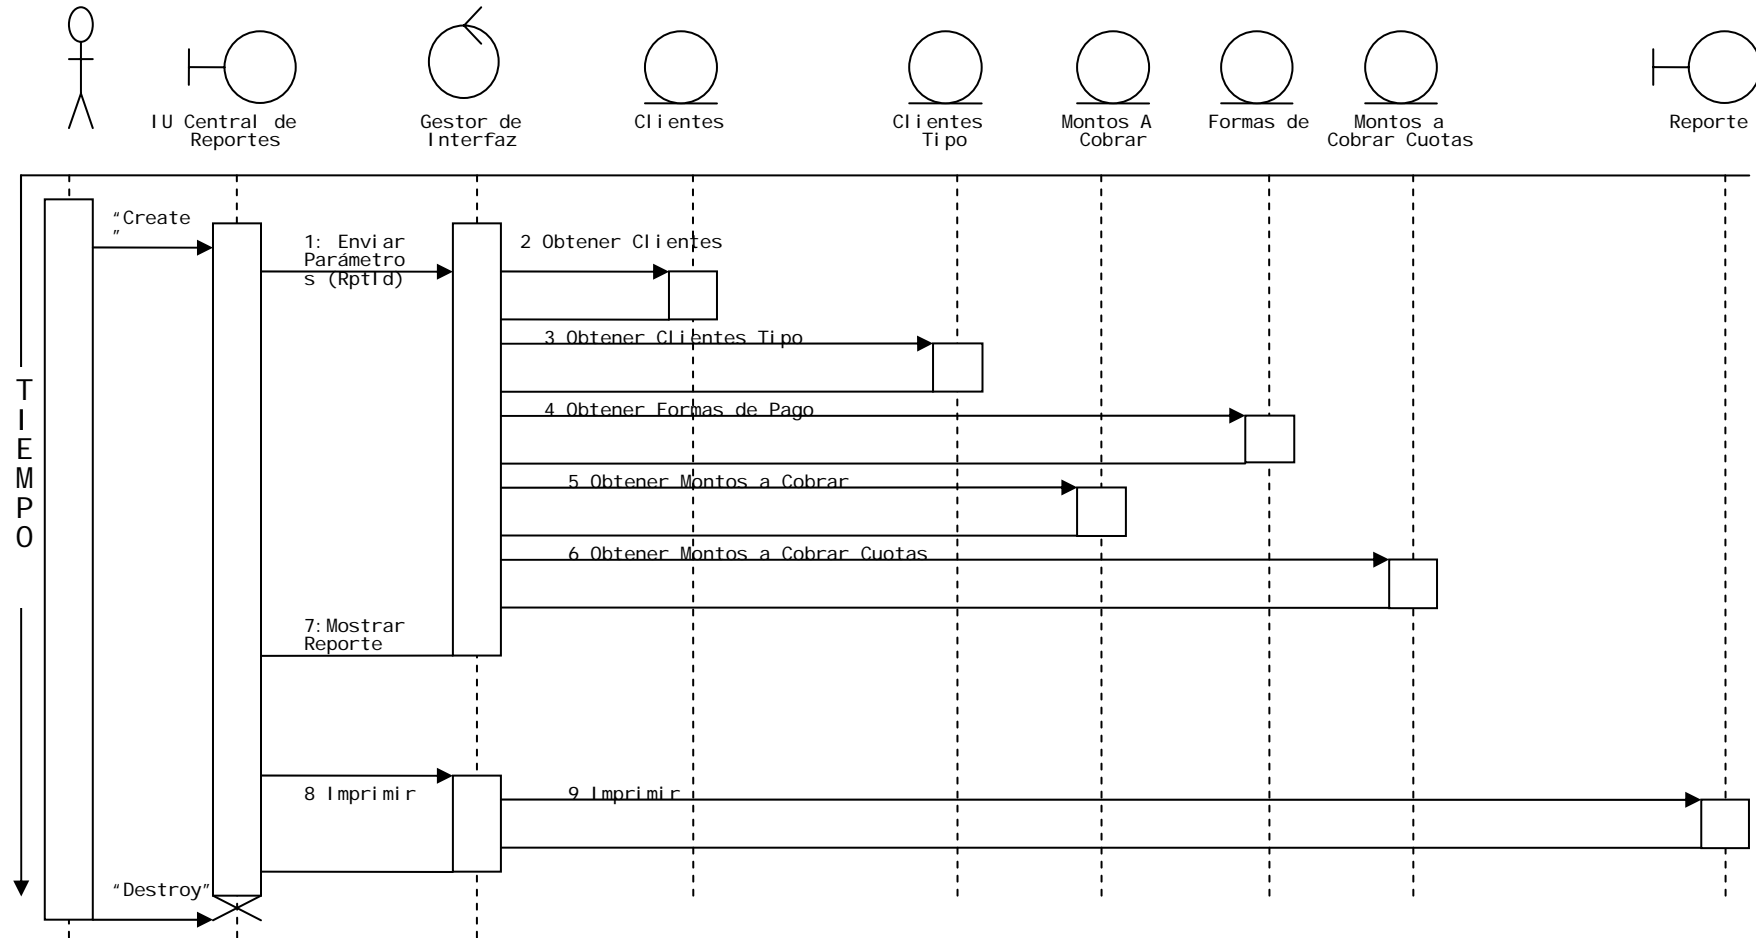 IU Central de
Reportes
Gestor de
Interfaz
Clientes
Clientes
Tipo
Montos A
Cobrar
Formas de
Montos a
Cobrar Cuotas
Reporte
“Create
”
1: Enviar
Parámetro
s (RptId)
2 Obtener Clientes
3 Obtener Clientes Tipo
T
I
E
M
P
O
4 Obtener Formas de Pago
5 Obtener Montos a Cobrar
6 Obtener Montos a Cobrar Cuotas
7:Mostrar
Reporte
8 Imprimir
9 Imprimir
“Destroy”